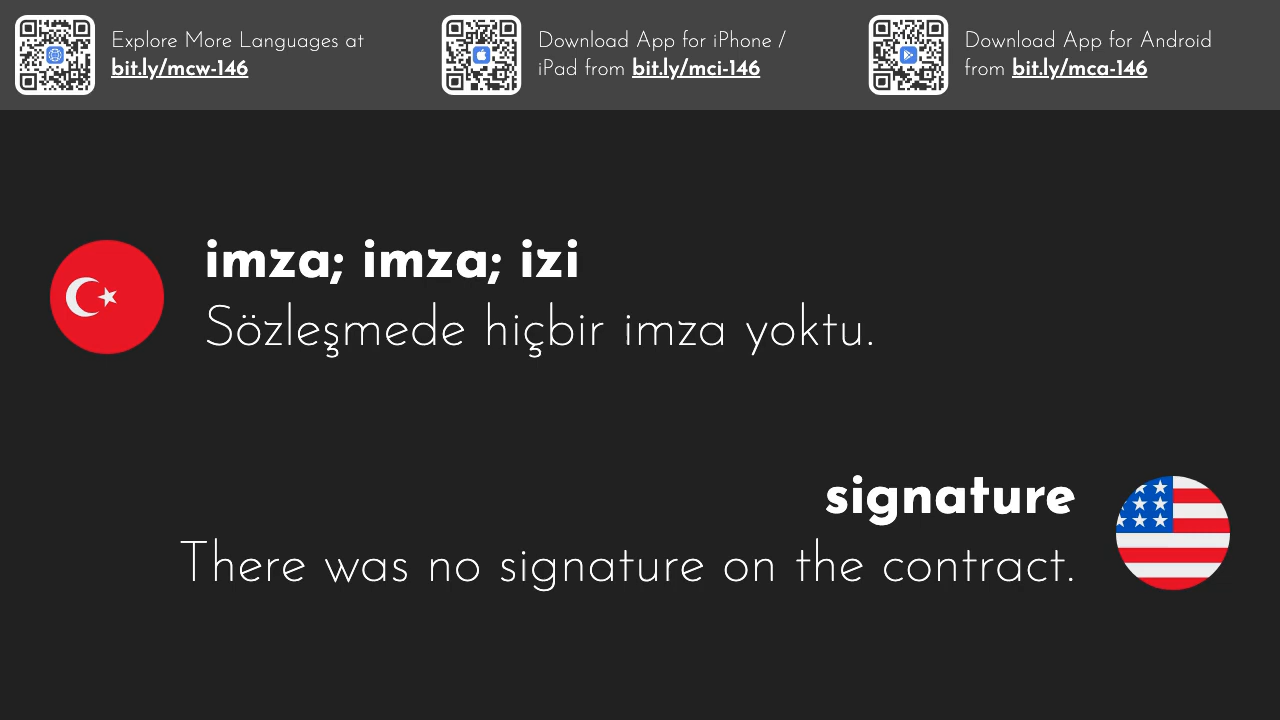 Explore More Languages at
bit.ly/mcw-146
Download App for iPhone /
iPad from bit.ly/mci-146
Download App for Android
from bit.ly/mca-146
imza; imza; izi
Sözleşmede hiçbir imza yoktu.
signature
There was no signature on the contract.